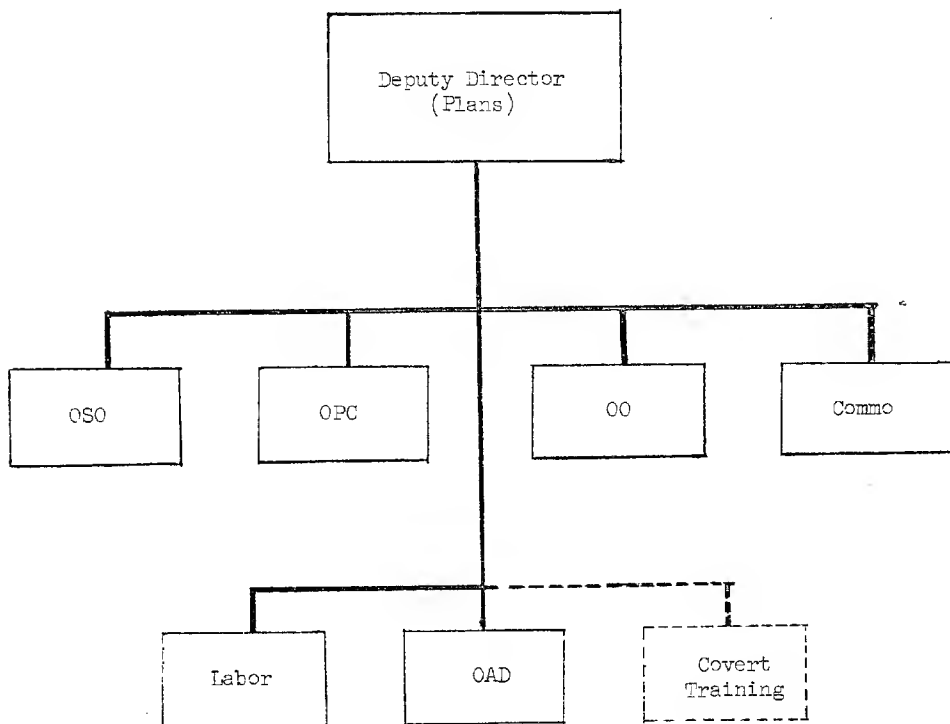 Deputy Director
(Plans)
OSO
OPC
OO
Commo
Labor
OAD
Covert
Training